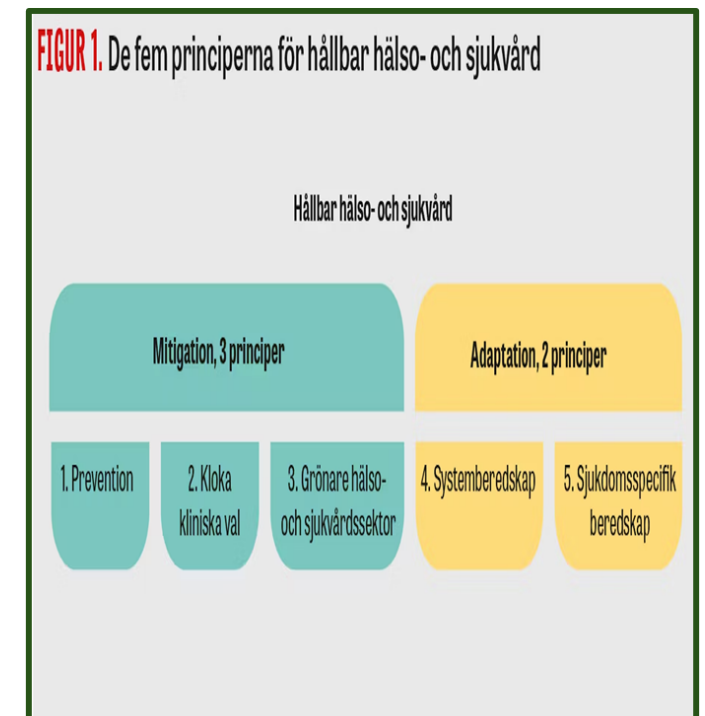 FIGUR 1. De fem principerna för hållbar hälso- och sjukvård
Hållbar hälso- och sjukvård
Mitigation, 3 principer
Adaptation, 2 principer
1. Prevention
2. Kloka
kliniska val
3. Grönare hälso-
och sjukvårdssektor
4. Systemberedskap
5. Sjukdomsspecifik
beredskap